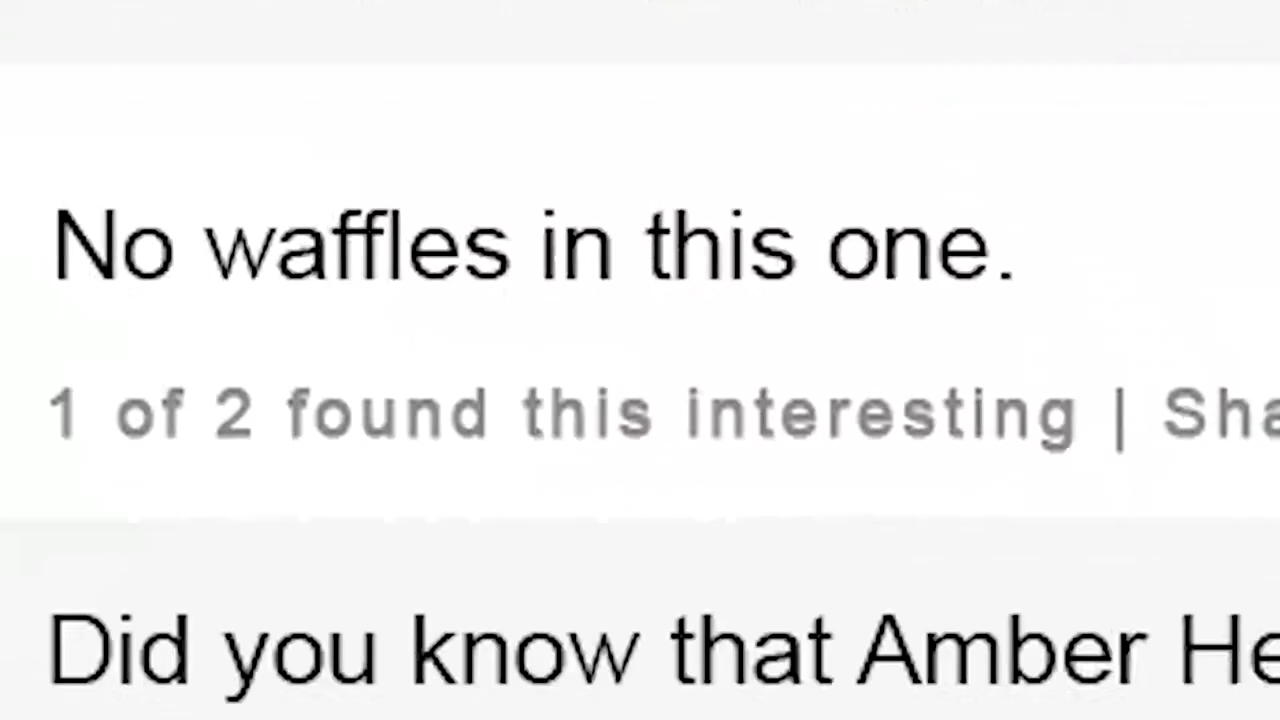 No waffles in this one.
1 of 2 found this interesting |
Did you know that Amber